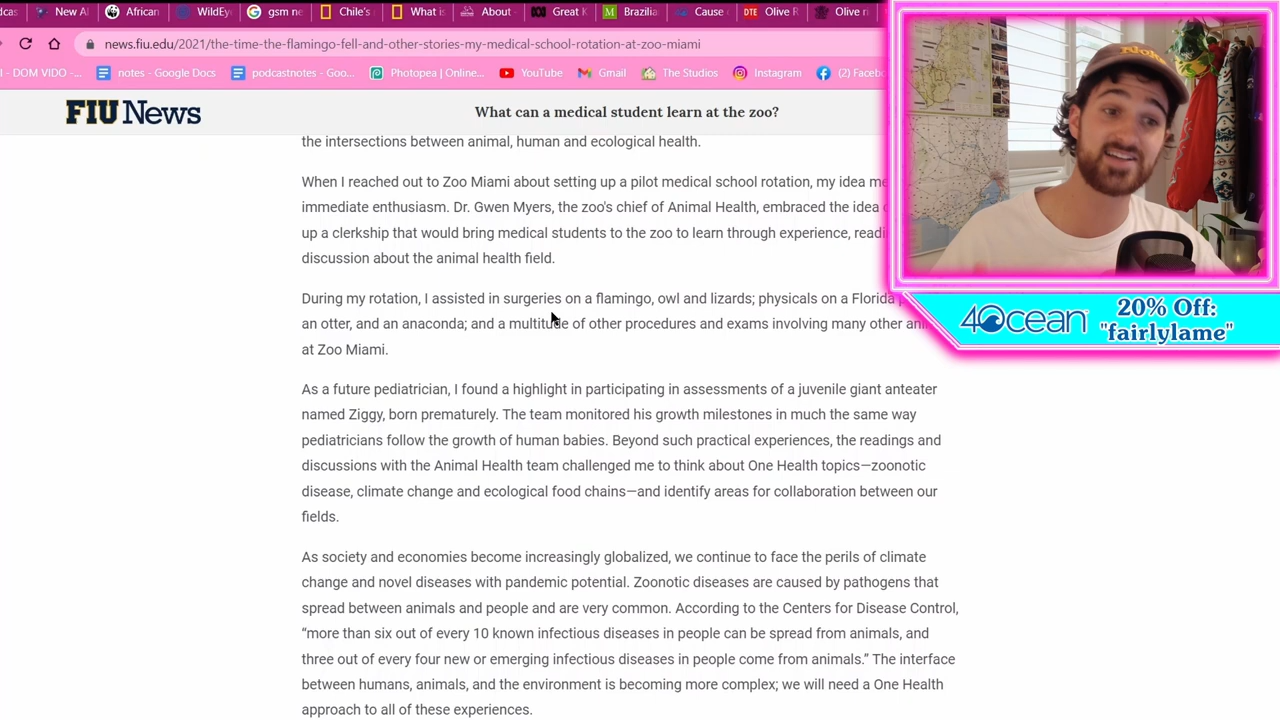 New Al
African
WildEy
gsm ne
Chile's
What is
About -
Great K
Brazilia
Cause
DTE Olive R
Olive n
news.fiu.edu/2021/the-time-the-flamingo-fell-and-other-stories-my-medical-school-rotation-at-zoo-miami
- DOM VIDO -...
notes - Google Docs
podcastnotes - Goo...
Photopea | Online...
YouTube
Gmail
The Studios
Instagram
(2) Facebo
FIU News
What can a medical student learn at the zoo?
the intersections between animal, human and ecological health.
When I reached out to Zoo Miami about setting up a pilot medical school rotation, my idea me
immediate enthusiasm. Dr. Gwen Myers, the zoo's chief of Animal Health, embraced the idea
up a clerkship that would bring medical students to the zoo to learn through experience, readi
discussion about the animal health field.
During my rotation, I assisted in surgeries on a flamingo, owl and lizards; physicals on a Florida
an otter, and an anaconda; and a multitude of other procedures and exams involving many other ani
at Zoo Miami.
As a future pediatrician, I found a highlight in participating in assessments of a juvenile giant anteater
named Ziggy, born prematurely. The team monitored his growth milestones in much the same way
pediatricians follow the growth of human babies. Beyond such practical experiences, the readings and
discussions with the Animal Health team challenged me to think about One Health topics—zoonotic
disease, climate change and ecological food chains—and identify areas for collaboration between our
fields.
As society and economies become increasingly globalized, we continue to face the perils of climate
change and novel diseases with pandemic potential. Zoonotic diseases are caused by pathogens that
spread between animals and people and are very common. According to the Centers for Disease Control,
“more than six out of every 10 known infectious diseases in people can be spread from animals, and
three out of every four new or emerging infectious diseases in people come from animals.” The interface
between humans, animals, and the environment is becoming more complex; we will need a One Health
approach to all of these experiences.
4Ocean
20% Off:
"fairlylame"